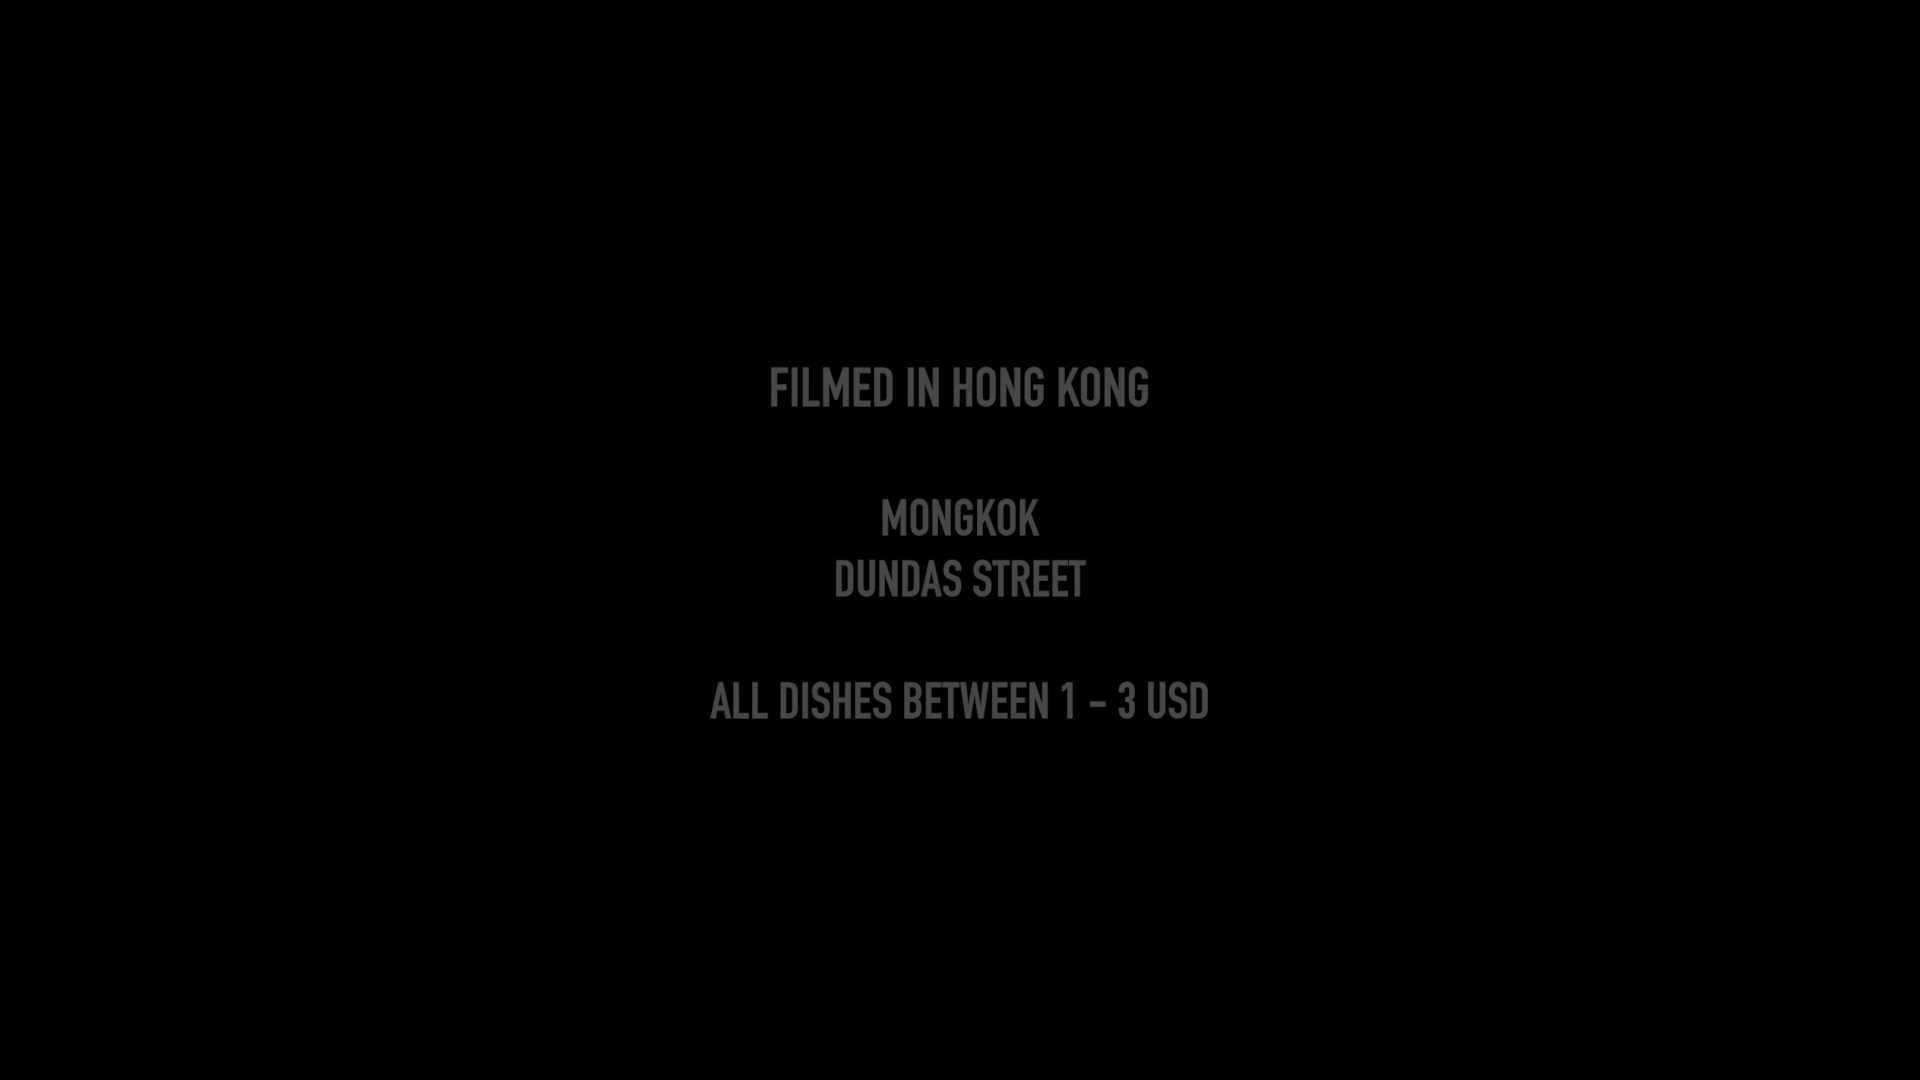 FILMED IN HONG KONG
MONGKOK
DUNDAS STREET
ALL DISHES BETWEEN 1 - 3 USD